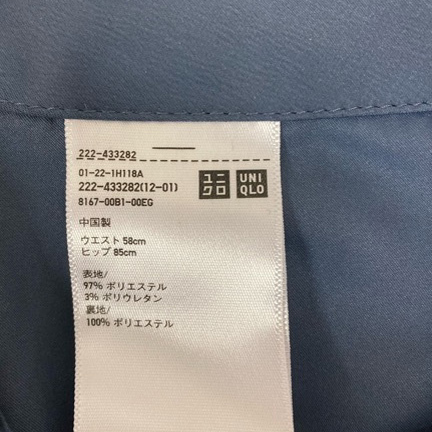 222-433282
01-22-1H118A
222-433282(12-01)
8167-00B1-00EG
ユニ
クロ
UNI
QLO
中国製
ウエスト 58cm
ヒップ 85cm
表地/
97% ポリエステル
3% ポリウレタン
裏地/
100% ポリエステル